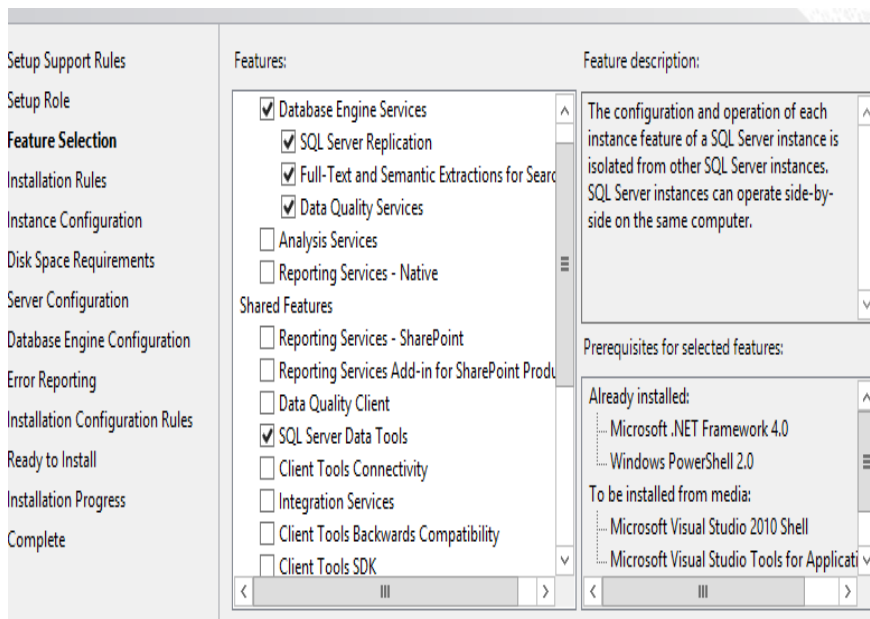 Setup Support Rules
Setup Role
Feature Selection
Installation Rules
Instance Configuration
Disk Space Requirements
Server Configuration
Database Engine Configuration
Error Reporting
Installation Configuration Rules
Ready to Install
Installation Progress
Complete
Features:
Database Engine Services
SQL Server Replication
Full-Text and Semantic Extractions for Searc
Data Quality Services
Analysis Services
Reporting Services - Native
Shared Features
Reporting Services - SharePoint
Reporting Services Add-in for SharePoint Produ
Data Quality Client
SQL Server Data Tools
Client Tools Connectivity
Integration Services
Client Tools Backwards Compatibility
Client Tools SDK
Feature description:
The configuration and operation of each
instance feature of a SQL Server instance is
isolated from other SQL Server instances.
SQL Server instances can operate side-by-
side on the same computer.
Prerequisites for selected features:
Already installed:
Microsoft .NET Framework 4.0
Windows PowerShell 2.0
To be installed from media:
Microsoft Visual Studio 2010 Shell
Microsoft Visual Studio Tools for Applicati